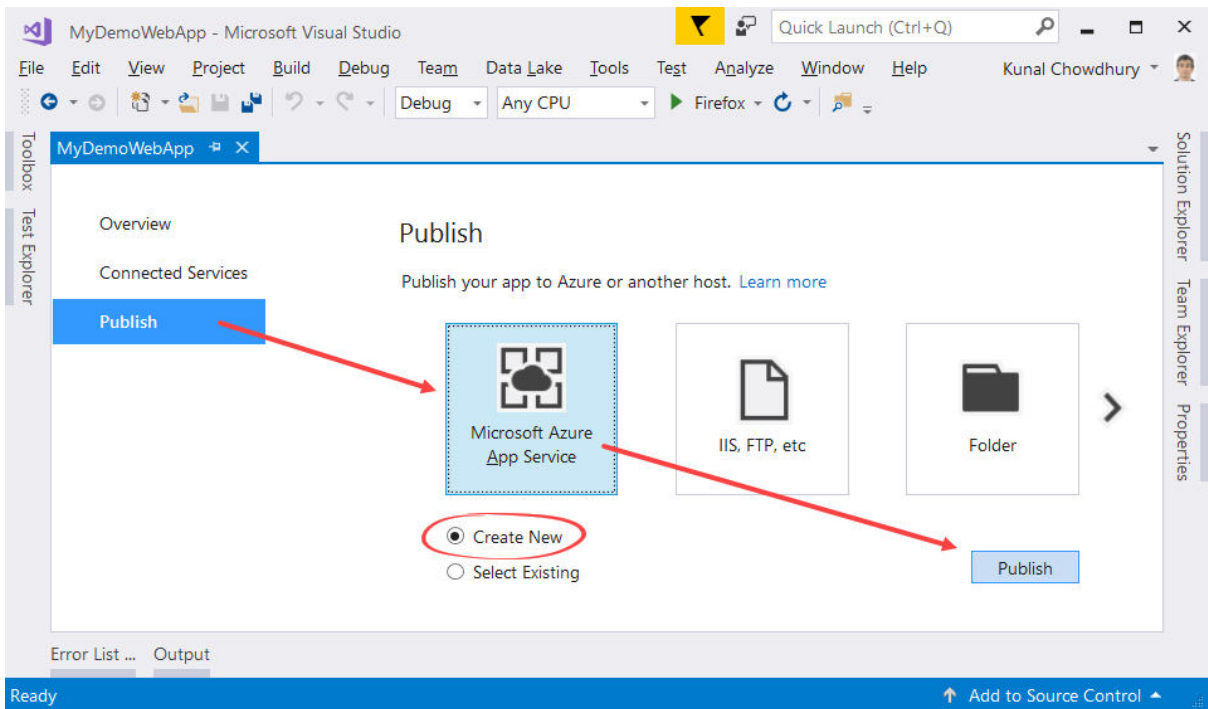 MyDemoWebApp - Microsoft Visual Studio
Quick Launch (Ctrl+Q)
File Edit View Project Build Debug Team Data Lake Tools Test Analyze Window Help Kunal Chowdhury
Debug Any CPU Firefox
Toolbox
Test Explorer
MyDemoWebApp
Overview
Connected Services
Publish
Publish
Publish your app to Azure or another host. Learn more
Microsoft Azure
App Service
IIS, FTP, etc
Folder
Create New
Select Existing
Publish
Solution Explorer
Team Explorer
Properties
Error List ... Output
Ready Add to Source Control